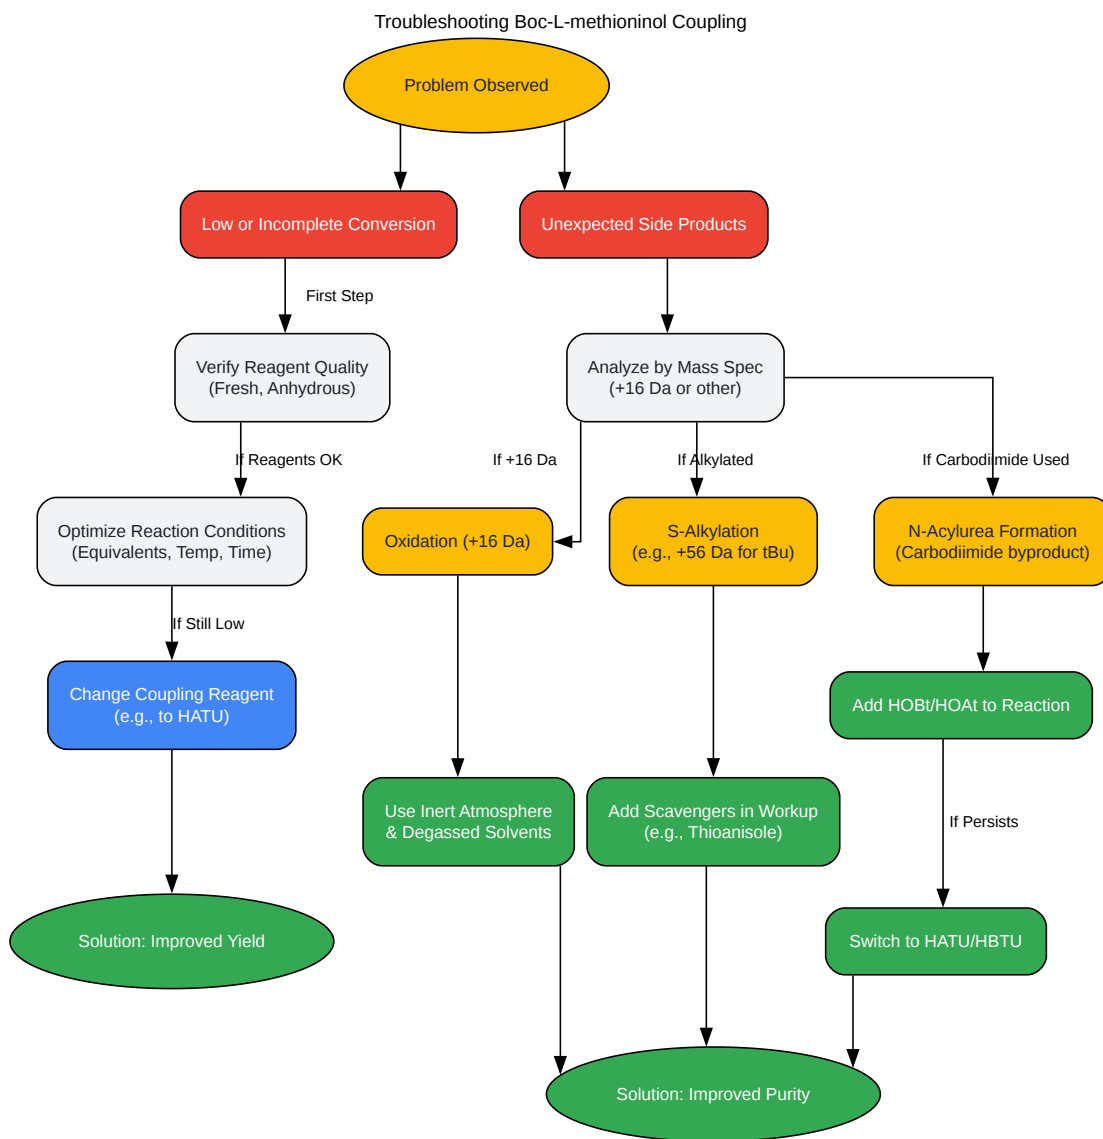 Troubleshooting Boc-L-methioninol Coupling
Problem Observed
Low or Incomplete Conversion
Unexpected Side Products
First Step
Verify Reagent Quality
(Fresh, Anhydrous)
Analyze by Mass Spec
(+16 Da or other)
If Reagents OK
If +16 Da
If Alkylated
If Carbodiimide Used
Optimize Reaction Conditions
(Equivalents, Temp, Time)
Oxidation (+16 Da)
S-Alkylation
(e.g., +56 Da for tBu)
N-Acylurea Formation
(Carbodiimide byproduct)
If Still Low
Change Coupling Reagent
(e.g., to HATU)
Add HOBt/HOAt to Reaction
Use Inert Atmosphere
& Degassed Solvents
Add Scavengers in Workup
(e.g., Thioanisole)
If Persists
Solution: Improved Yield
Switch to HATU/HBTU
Solution: Improved Purity